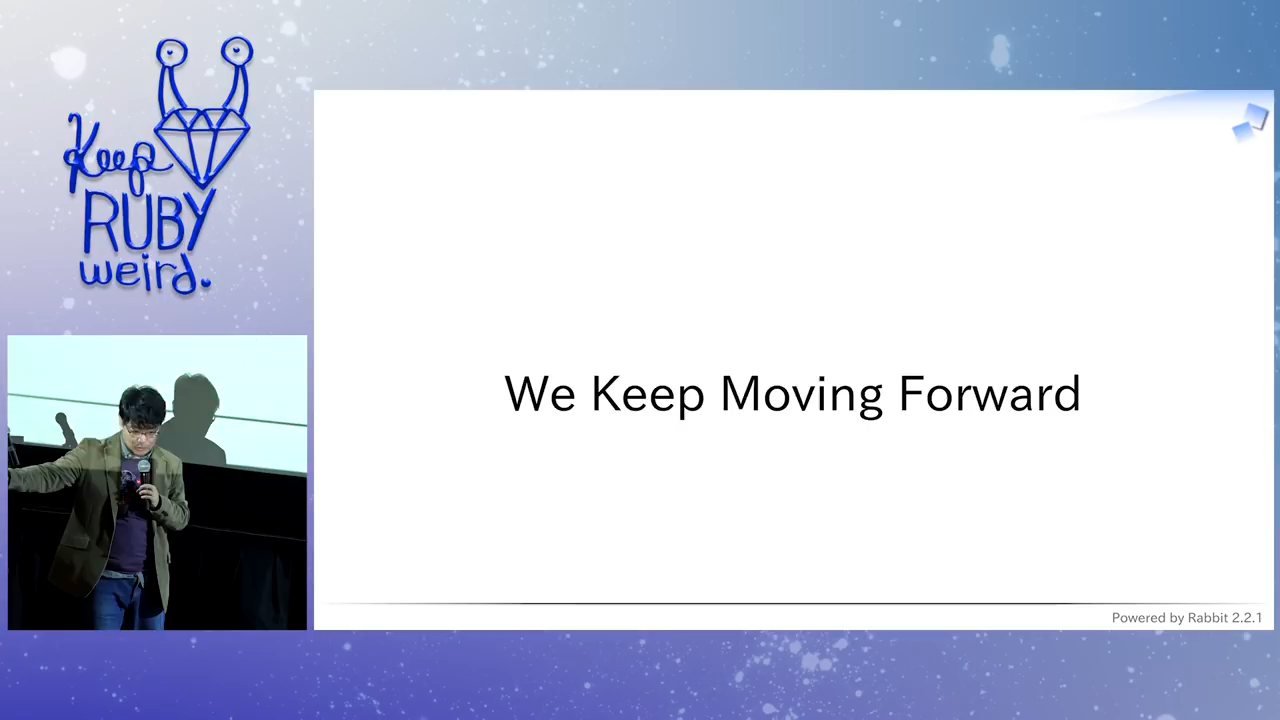 Keep
RUBY
weird.
We Keep Moving Forward
Powered by Rabbit 2.2.1